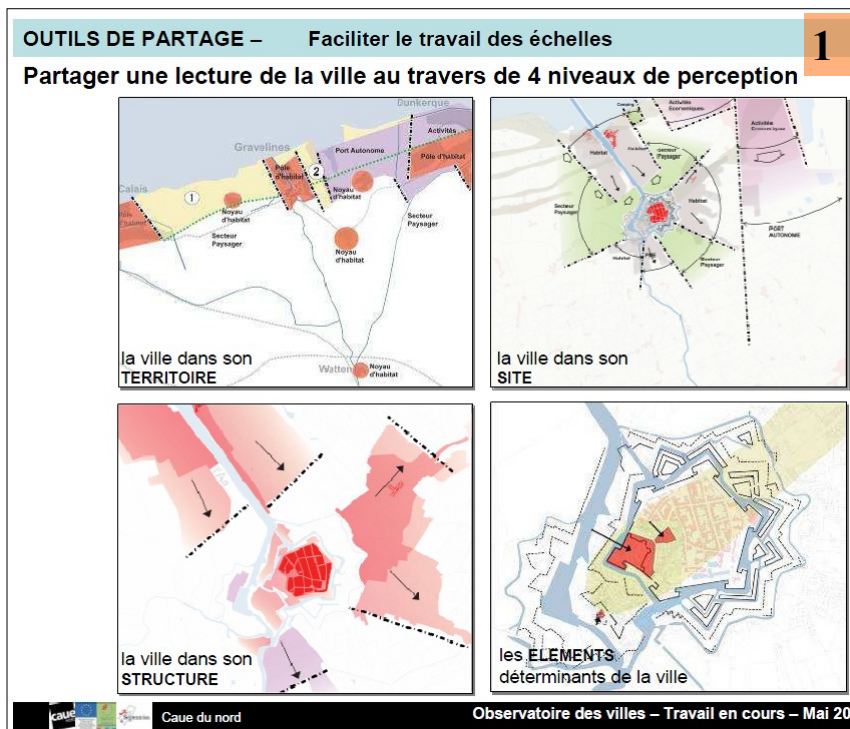 OUTILS DE PARTAGE – Faciliter le travail des échelles
1
Partager une lecture de la ville au travers de 4 niveaux de perception
Dunkerque
Activités
Gravelines
Port Autonome
Pôle d'habitat
Pôle
d'habitat
2
Calais
1
Noyau
d'habitat
Noyau
d'habitat
Secteur
Paysager
Secteur
Paysager
Noyau
d'habitat
Watten
Noyau
d'habitat
la ville dans son
TERRITOIRE
Camping
Activités
Economiques
Activités
Economiques
Habitat
Secteur
Paysager
Secteur
Paysager
Habitat
PORT
AUTONOME
Habitat
Secteur
Paysager
la ville dans son
SITE
l'Aa
la ville dans son
STRUCTURE
les ELEMENTS
déterminants de la ville
caue
Caue du nord
Observatoire des villes – Travail en cours – Mai 20